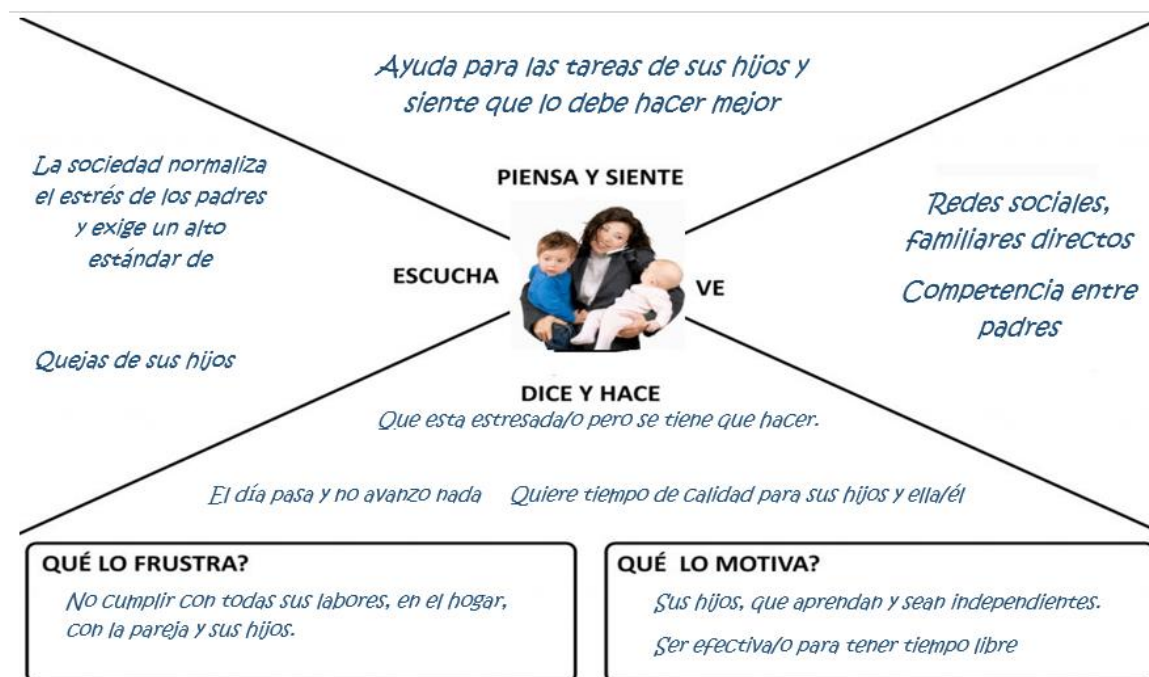 Ayuda para las tareas de sus hijos y
siente que lo debe hacer mejor
PIENSA Y SIENTE
La sociedad normaliza
el estrés de los padres
y exige un alto
estándar de
Quejas de sus hijos
ESCUCHA
VE
Redes sociales,
familiares directos
Competencia entre
padres
DICE Y HACE
Que esta estresada/o pero se tiene que hacer.
El día pasa y no avanzo nada
Quiere tiempo de calidad para sus hijos y ella/él
QUÉ LO FRUSTRA?
No cumplir con todas sus labores, en el hogar,
con la pareja y sus hijos.
QUÉ LO MOTIVA?
Sus hijos, que aprendan y sean independientes.
Ser efectiva/o para tener tiempo libre